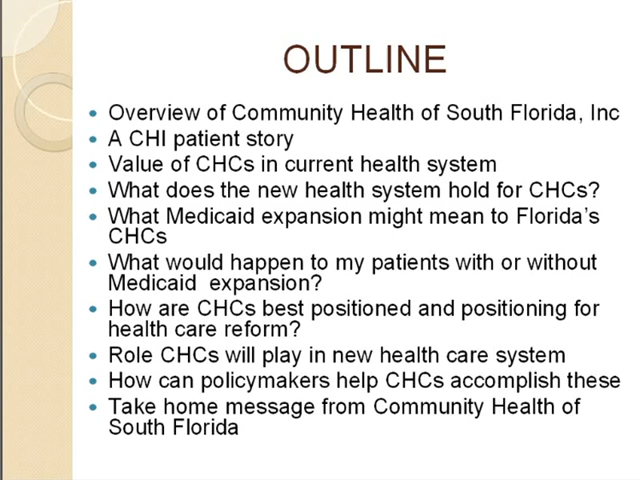 OUTLINE
• Overview of Community Health of South Florida, Inc
• A CHI patient story
• Value of CHCs in current health system
• What does the new health system hold for CHCs?
• What Medicaid expansion might mean to Florida's
CHCs
• What would happen to my patients with or without
Medicaid expansion?
• How are CHCs best positioned and positioning for
health care reform?
• Role CHCs will play in new health care system
• How can policymakers help CHCs accomplish these
• Take home message from Community Health of
South Florida